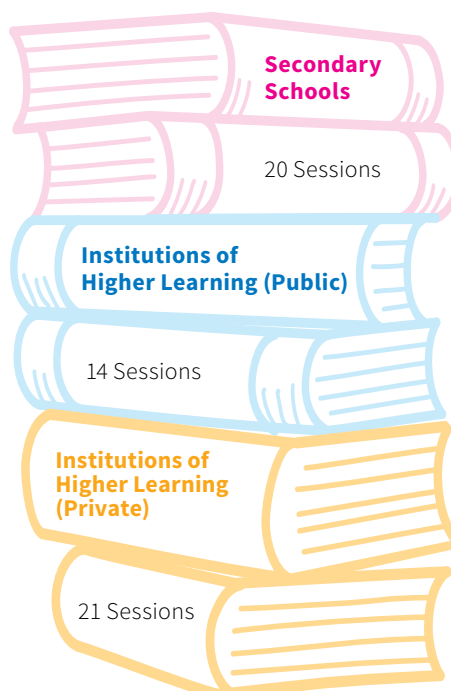 Secondary
Schools
20 Sessions
Institutions of
Higher Learning (Public)
14 Sessions
Institutions of
Higher Learning
(Private)
21 Sessions